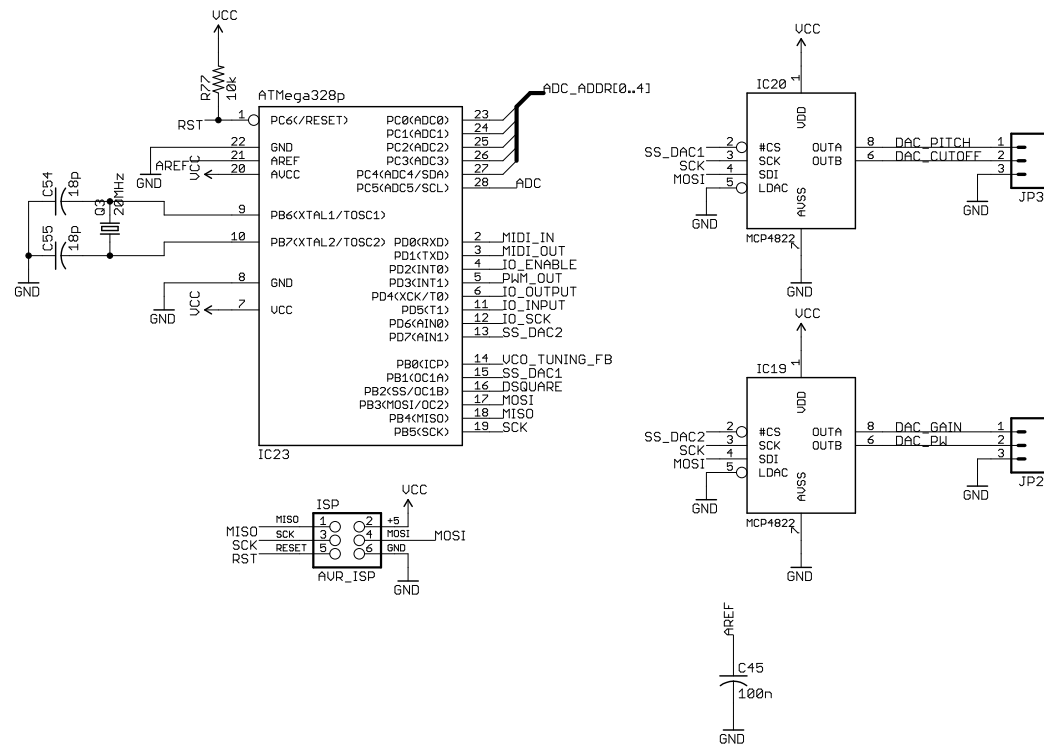 VCC
R77
10k
ATMega328p
RST
1 PC6(/RESET)
22 GND
21 AREF
20 AVCC
AREF
VCC
GND
9 PB6(XTAL1/TOSC1)
10 PB7(XTAL2/TOSC2)
8 GND
7 VCC
C54
18p
Q3
20MHz
C55
18p
GND
GND
VCC
PC0(ADC0) 23
PC1(ADC1) 24
PC2(ADC2) 25
PC3(ADC3) 26
PC4(ADC4/SDA) 27
PC5(ADC5/SCL) 28 ADC
ADC_ADDR[0..4]
PD0(RXD) 2 MIDI_IN
PD1(TXD) 3 MIDI_OUT
PD2(INT0) 4 IO_ENABLE
PD3(INT1) 5 PWM_OUT
PD4(XCK/T0) 6 IO_OUTPUT
PD5(T1) 11 IO_INPUT
PD6(AIN0) 12 IO_SCK
PD7(AIN1) 13 SS_DAC2
PB0(ICP) 14 VCO_TUNING_FB
PB1(OC1A) 15 SS_DAC1
PB2(SS/OC1B) 16 DSQUARE
PB3(MOSI/OC2) 17 MOSI
PB4(MISO) 18 MISO
PB5(SCK) 19 SCK
IC23
ISP
VCC
MISO MISO 1 2 +5
SCK SCK 3 4 MOSI MOSI
RST RESET 5 6 GND
AVR_ISP
GND
VCC
1
IC20
VDD
SS_DAC1 2 #CS OUTA 8 DAC_PITCH 1
SCK 3 SCK OUTB 6 DAC_CUTOFF 2
MOSI 4 SDI 3
5 LDAC
AVSS
GND
GND
JP3
MCP4822
7
GND
VCC
1
IC19
VDD
SS_DAC2 2 #CS OUTA 8 DAC_GAIN 1
SCK 3 SCK OUTB 6 DAC_PW 2
MOSI 4 SDI 3
5 LDAC
AVSS
GND
GND
JP2
MCP4822
7
GND
AREF
C45
100n
GND